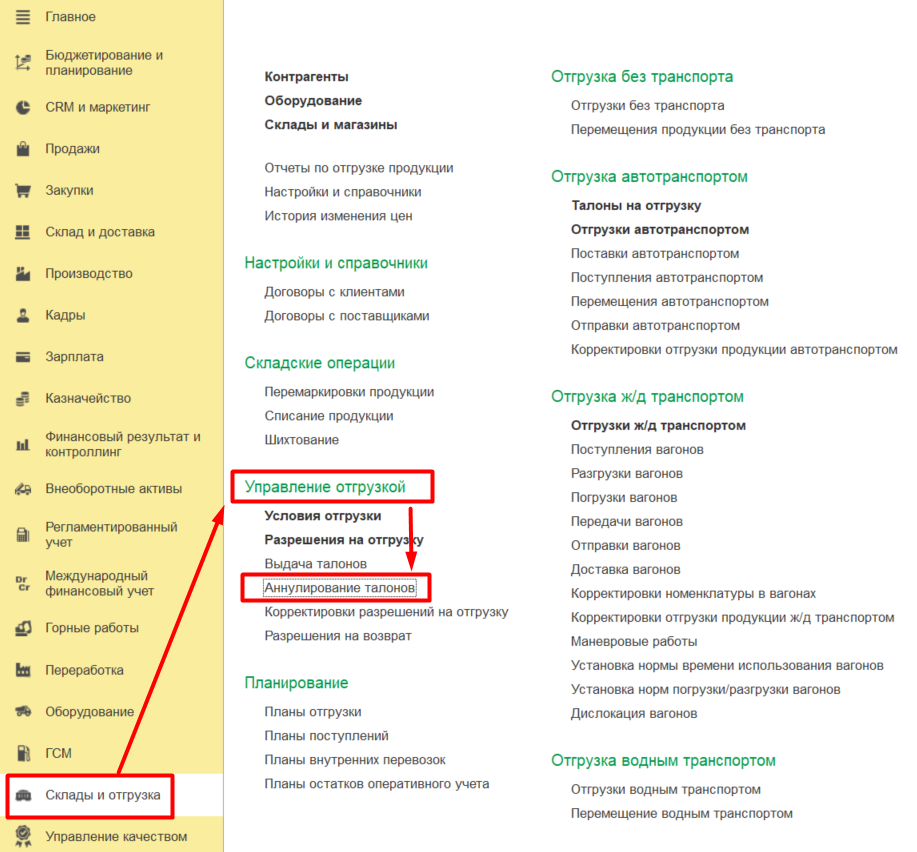 Главное
Бюджетирование и
планирование
CRM и маркетинг
Продажи
Закупки
Склад и доставка
Производство
Кадры
Зарплата
Казначейство
Финансовый результат и
контроллинг
Внеоборотные активы
Регламентированный
учет
Международный
финансовый учет
Горные работы
Переработка
Оборудование
ГСМ
Склады и отгрузка
Управление качеством
Контрагенты
Оборудование
Склады и магазины
Отчеты по отгрузке продукции
Настройки и справочники
История изменения цен
Настройки и справочники
Договоры с клиентами
Договоры с поставщиками
Складские операции
Перемаркировки продукции
Списание продукции
Шихтование
Управление отгрузкой
Условия отгрузки
Разрешения на отгрузку
Выдача талонов
Аннулирование талонов
Корректировки разрешений на отгрузку
Разрешения на возврат
Планирование
Планы отгрузки
Планы поступлений
Планы внутренних перевозок
Планы остатков оперативного учета
Отгрузка без транспорта
Отгрузки без транспорта
Перемещения продукции без транспорта
Отгрузка автотранспортом
Талоны на отгрузку
Отгрузки автотранспортом
Поставки автотранспортом
Поступления автотранспортом
Перемещения автотранспортом
Отправки автотранспортом
Корректировки отгрузки продукции автотранспортом
Отгрузка ж/д транспортом
Отгрузки ж/д транспортом
Поступления вагонов
Разгрузки вагонов
Погрузки вагонов
Передачи вагонов
Отправки вагонов
Доставка вагонов
Корректировки номенклатуры в вагонах
Корректировки отгрузки продукции ж/д транспортом
Маневровые работы
Установка нормы времени использования вагонов
Установка норм погрузки/разгрузки вагонов
Дислокация вагонов
Отгрузка водным транспортом
Отгрузки водным транспортом
Перемещение водным транспортом
Dr
Cr